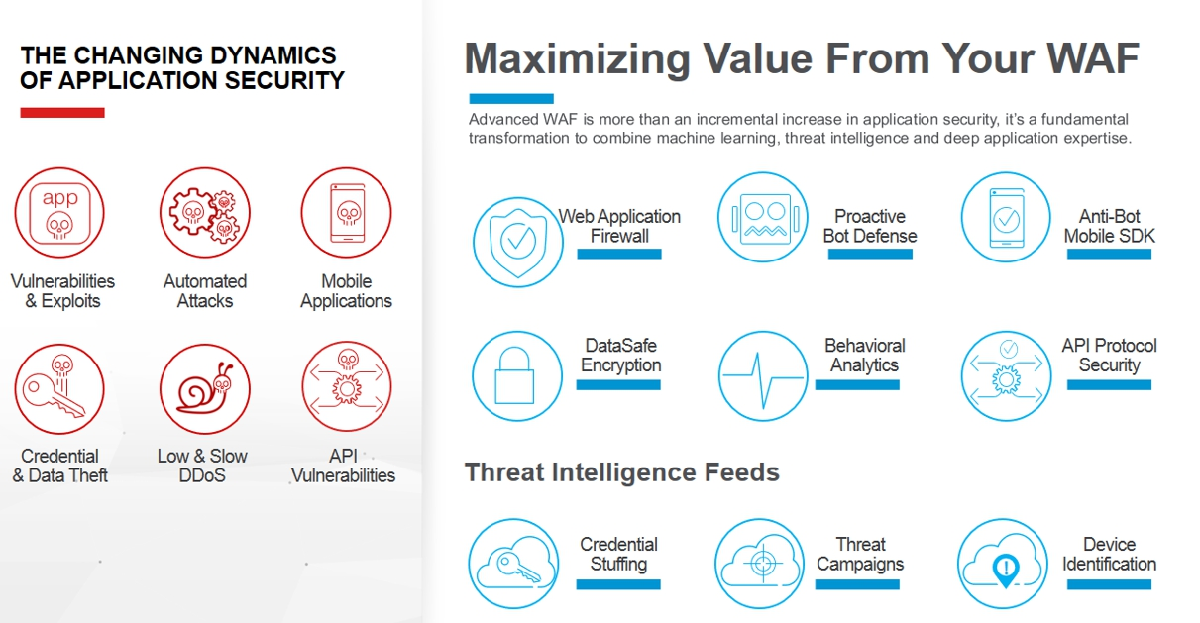 THE CHANGING DYNAMICS
OF APPLICATION SECURITY
app
Vulnerabilities
& Exploits
Automated
Attacks
Mobile
Applications
Credential
& Data Theft
Low & Slow
DDoS
API
Vulnerabilities
Maximizing Value From Your WAF
Advanced WAF is more than an incremental increase in application security, it's a fundamental
transformation to combine machine learning, threat intelligence and deep application expertise.
Web Application
Firewall
Proactive
Bot Defense
Anti-Bot
Mobile SDK
DataSafe
Encryption
Behavioral
Analytics
API Protocol
Security
Threat Intelligence Feeds
Credential
Stuffing
Threat
Campaigns
Device
Identification